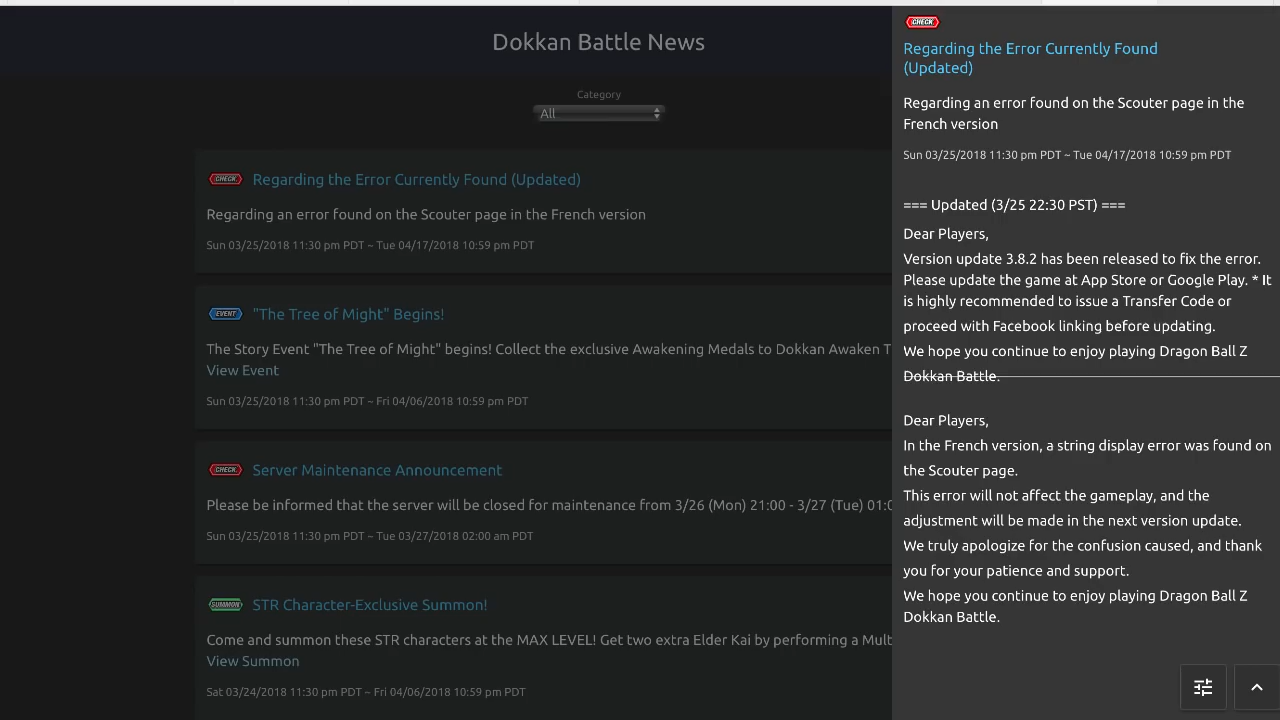 Dokkan Battle News
Category
All
CHECK
Regarding the Error Currently Found (Updated)
Regarding an error found on the Scouter page in the French version
Sun 03/25/2018 11:30 pm PDT ~ Tue 04/17/2018 10:59 pm PDT
EVENT
"The Tree of Might" Begins!
The Story Event "The Tree of Might" begins! Collect the exclusive Awakening Medals to Dokkan Awaken T
View Event
Sun 03/25/2018 11:30 pm PDT ~ Fri 04/06/2018 10:59 pm PDT
CHECK
Server Maintenance Announcement
Please be informed that the server will be closed for maintenance from 3/26 (Mon) 21:00 - 3/27 (Tue) 01:0
Sun 03/25/2018 11:30 pm PDT ~ Tue 03/27/2018 02:00 am PDT
SUMMON
STR Character-Exclusive Summon!
Come and summon these STR characters at the MAX LEVEL! Get two extra Elder Kai by performing a Mult
View Summon
Sat 03/24/2018 11:30 pm PDT ~ Fri 04/06/2018 10:59 pm PDT
CHECK
Regarding the Error Currently Found
(Updated)
Regarding an error found on the Scouter page in the
French version
Sun 03/25/2018 11:30 pm PDT ~ Tue 04/17/2018 10:59 pm PDT
=== Updated (3/25 22:30 PST) ===
Dear Players,
Version update 3.8.2 has been released to fix the error.
Please update the game at App Store or Google Play. * It
is highly recommended to issue a Transfer Code or
proceed with Facebook linking before updating.
We hope you continue to enjoy playing Dragon Ball Z
Dokkan Battle.
Dear Players,
In the French version, a string display error was found on
the Scouter page.
This error will not affect the gameplay, and the
adjustment will be made in the next version update.
We truly apologize for the confusion caused, and thank
you for your patience and support.
We hope you continue to enjoy playing Dragon Ball Z
Dokkan Battle.